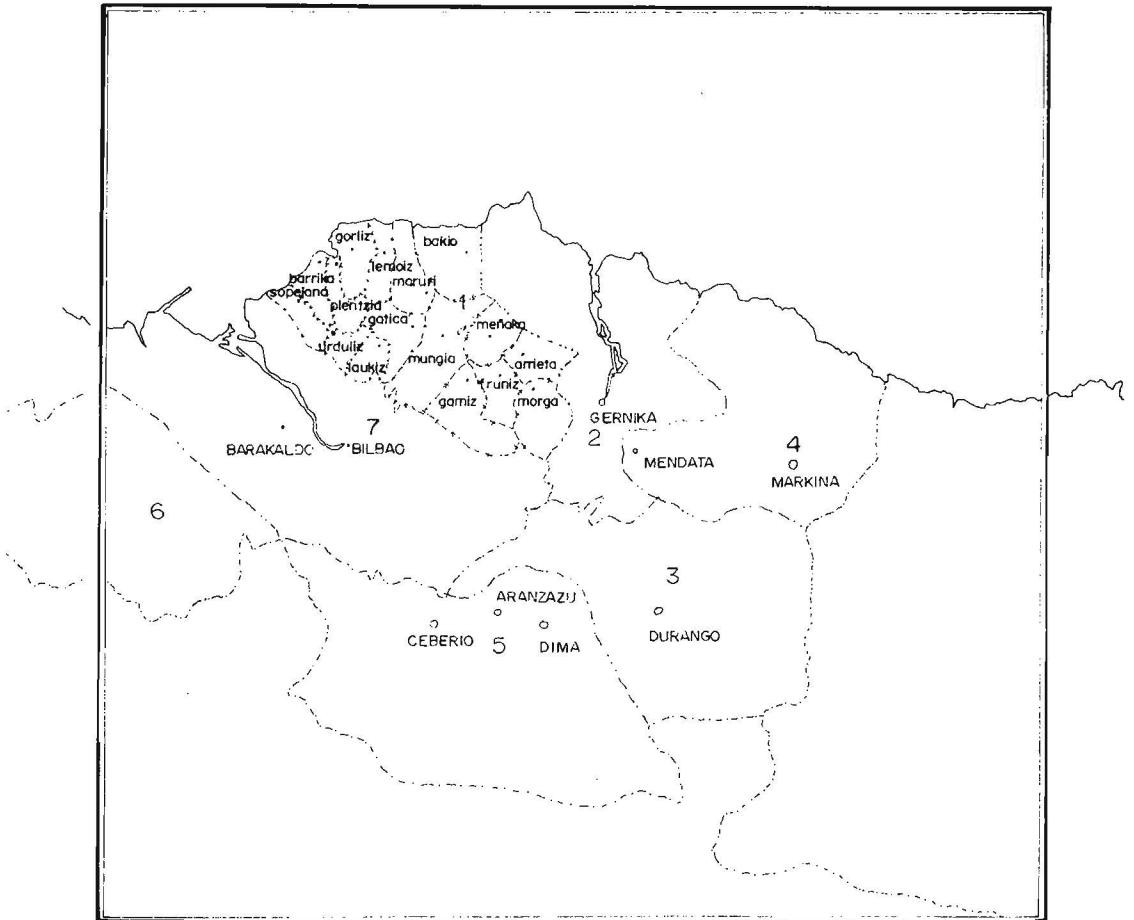 gorliz
bakio
lemoiz
barrika
maruri
sopejana
plentzia
1
gatica
meñaka
urduliz
mungia
arrieta
laukiz
fruniz
gamiz
morga
GERNIKA
7
2
4
BARAKALDO
BILBAO
MENDATA
MARKINA
6
3
ARANZAZU
CEBERIO
5
DIMA
DURANGO